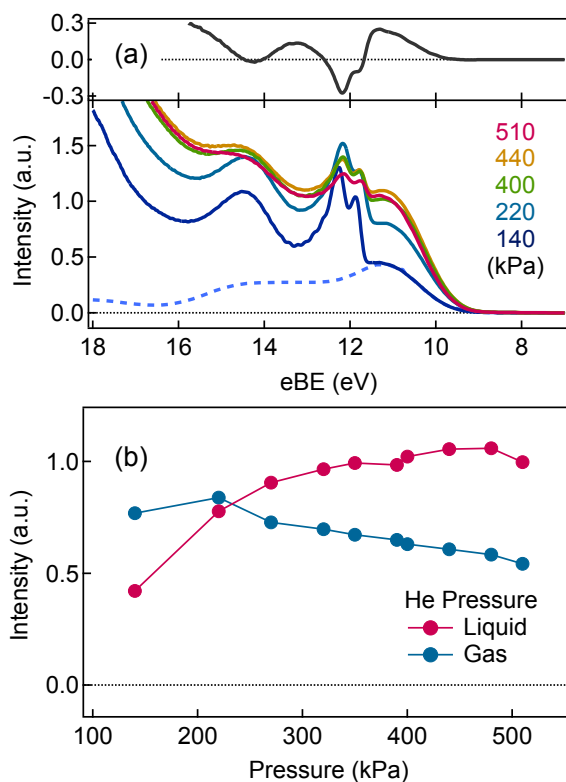 0.3
(a)
0.0
-0.3
Intensity (a.u.)
1.5
1.0
0.5
0.0
510
440
400
220
140
(kPa)
18 16 14 12 10 8
eBE (eV)
(b)
Intensity (a.u.)
1.0
0.5
0.0
He Pressure
Liquid
Gas
100 200 300 400 500
Pressure (kPa)